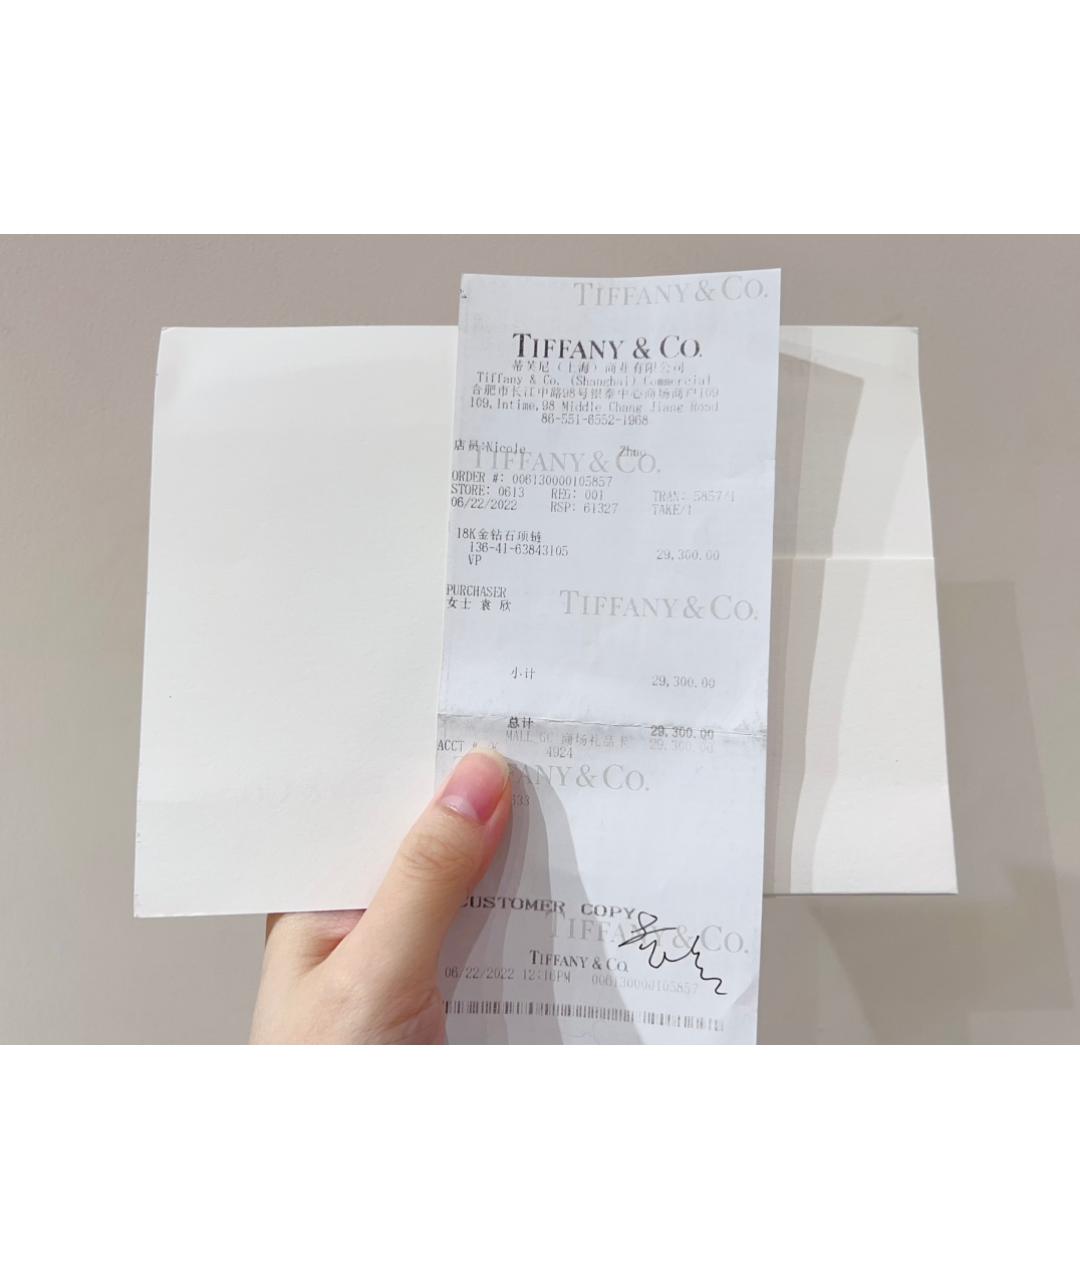 TIFFANY & CO.
TIFFANY & CO.
蒂芙尼（上海）商业有限公司
Tiffany & Co. (Shanghai) Commercial
合肥市长江中路98号银泰中心商场商户109
109,Intime,98 Middle Chang Jiang Road
86-551-6552-1968
店员:Nicole Zhuo
TIFFANY & CO.
ORDER #: 006130000105857
STORE: 0613 REG: 001 TRAN: 5857/1
06/22/2022 RSP: 61327 TAKE/1
18K金钻石项链
136-41-63843105 29,300.00
VP
PURCHASER
女士 袁 欣
TIFFANY & CO.
小计 29,300.00
总计 29,300.00
MALL GC 商场礼品卡 29,300.00
ACCT # 4924
TIFFANY & CO.
533
CUSTOMER COPY
TIFFANY & CO.
TIFFANY & CO.
06/22/2022 12:16PM 006130000105857